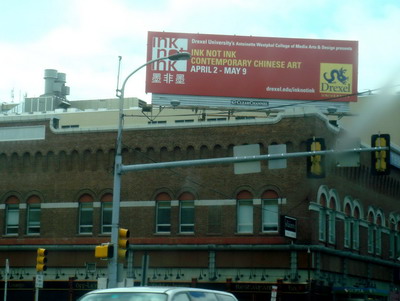 Drexel University's Antoinette Westphal College of Media Arts & Design presents
ink
not
ink
墨非墨
INK NOT INK
CONTEMPORARY CHINESE ART
APRIL 2 - MAY 9
drexel.edu/inknotink
Drexel
UNIVERSITY